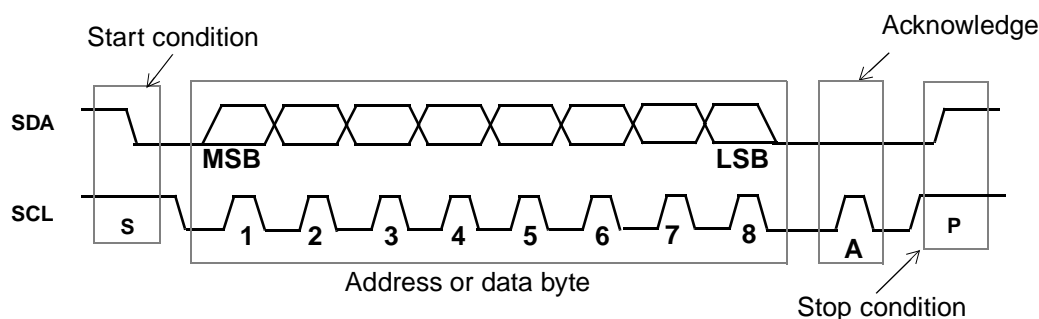 Start condition
Acknowledge
SDA
MSB LSB
SCL
S 1 2 3 4 5 6 7 8 A P
Address or data byte
Stop condition